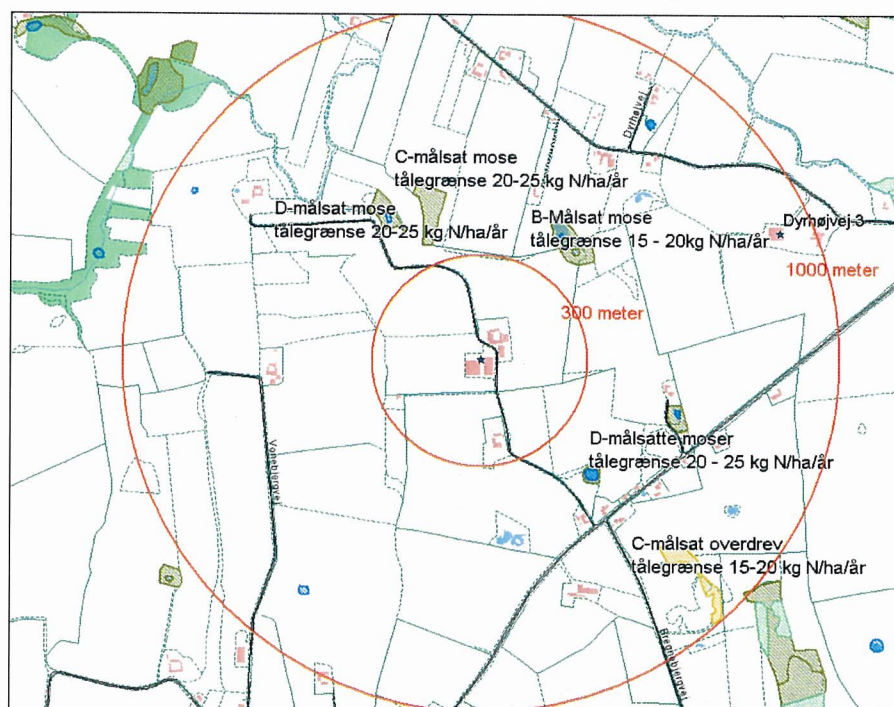 Dyrhøjvej
C-målsat mose
tålegrænse 20-25 kg N/ha/år
D-målsat mose
tålegrænse 20-25 kg N/ha/år
B-Målsat mose
tålegrænse 15 - 20kg N/ha/år
Dyrhøjvej 3
1000 meter
300 meter
D-målsatte moser
tålegrænse 20 - 25 kg N/ha/år
Vonebjergvej
C-målsat overdrev
tålegrænse 15-20 kg N/ha/år
Bregnebjergvej